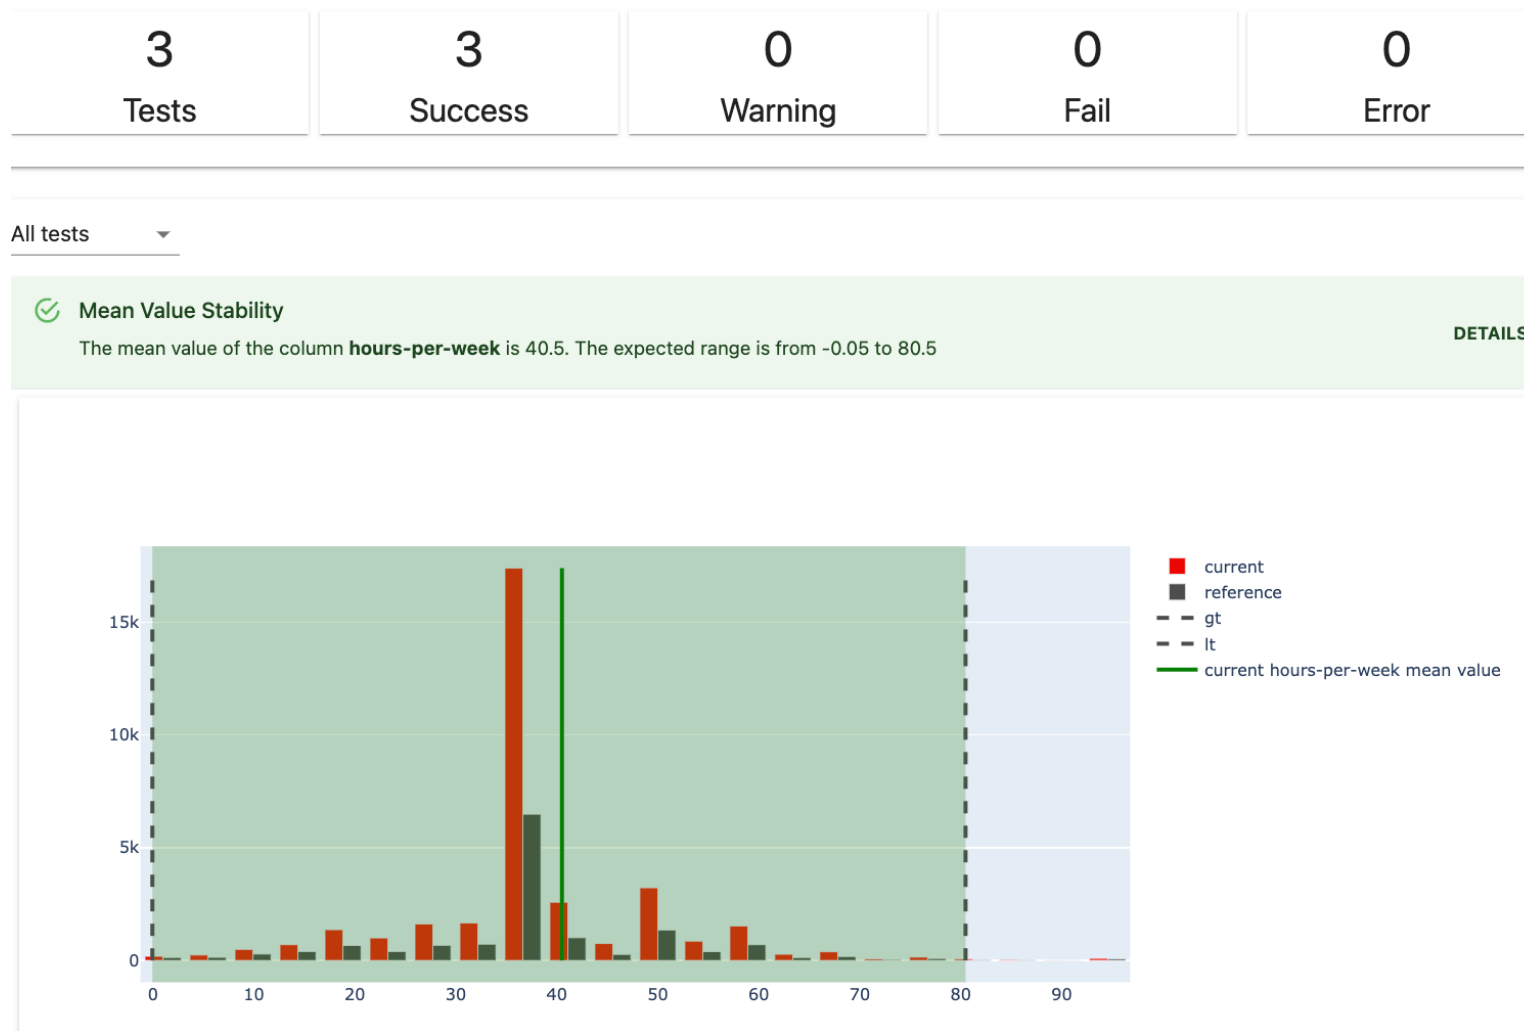 3 3 0 0 0
Tests Success Warning Fail Error
All tests
Mean Value Stability
The mean value of the column hours-per-week is 40.5. The expected range is from -0.05 to 80.5
DETAILS
current
reference
gt
lt
current hours-per-week mean value
15k
10k
5k
0
0 10 20 30 40 50 60 70 80 90